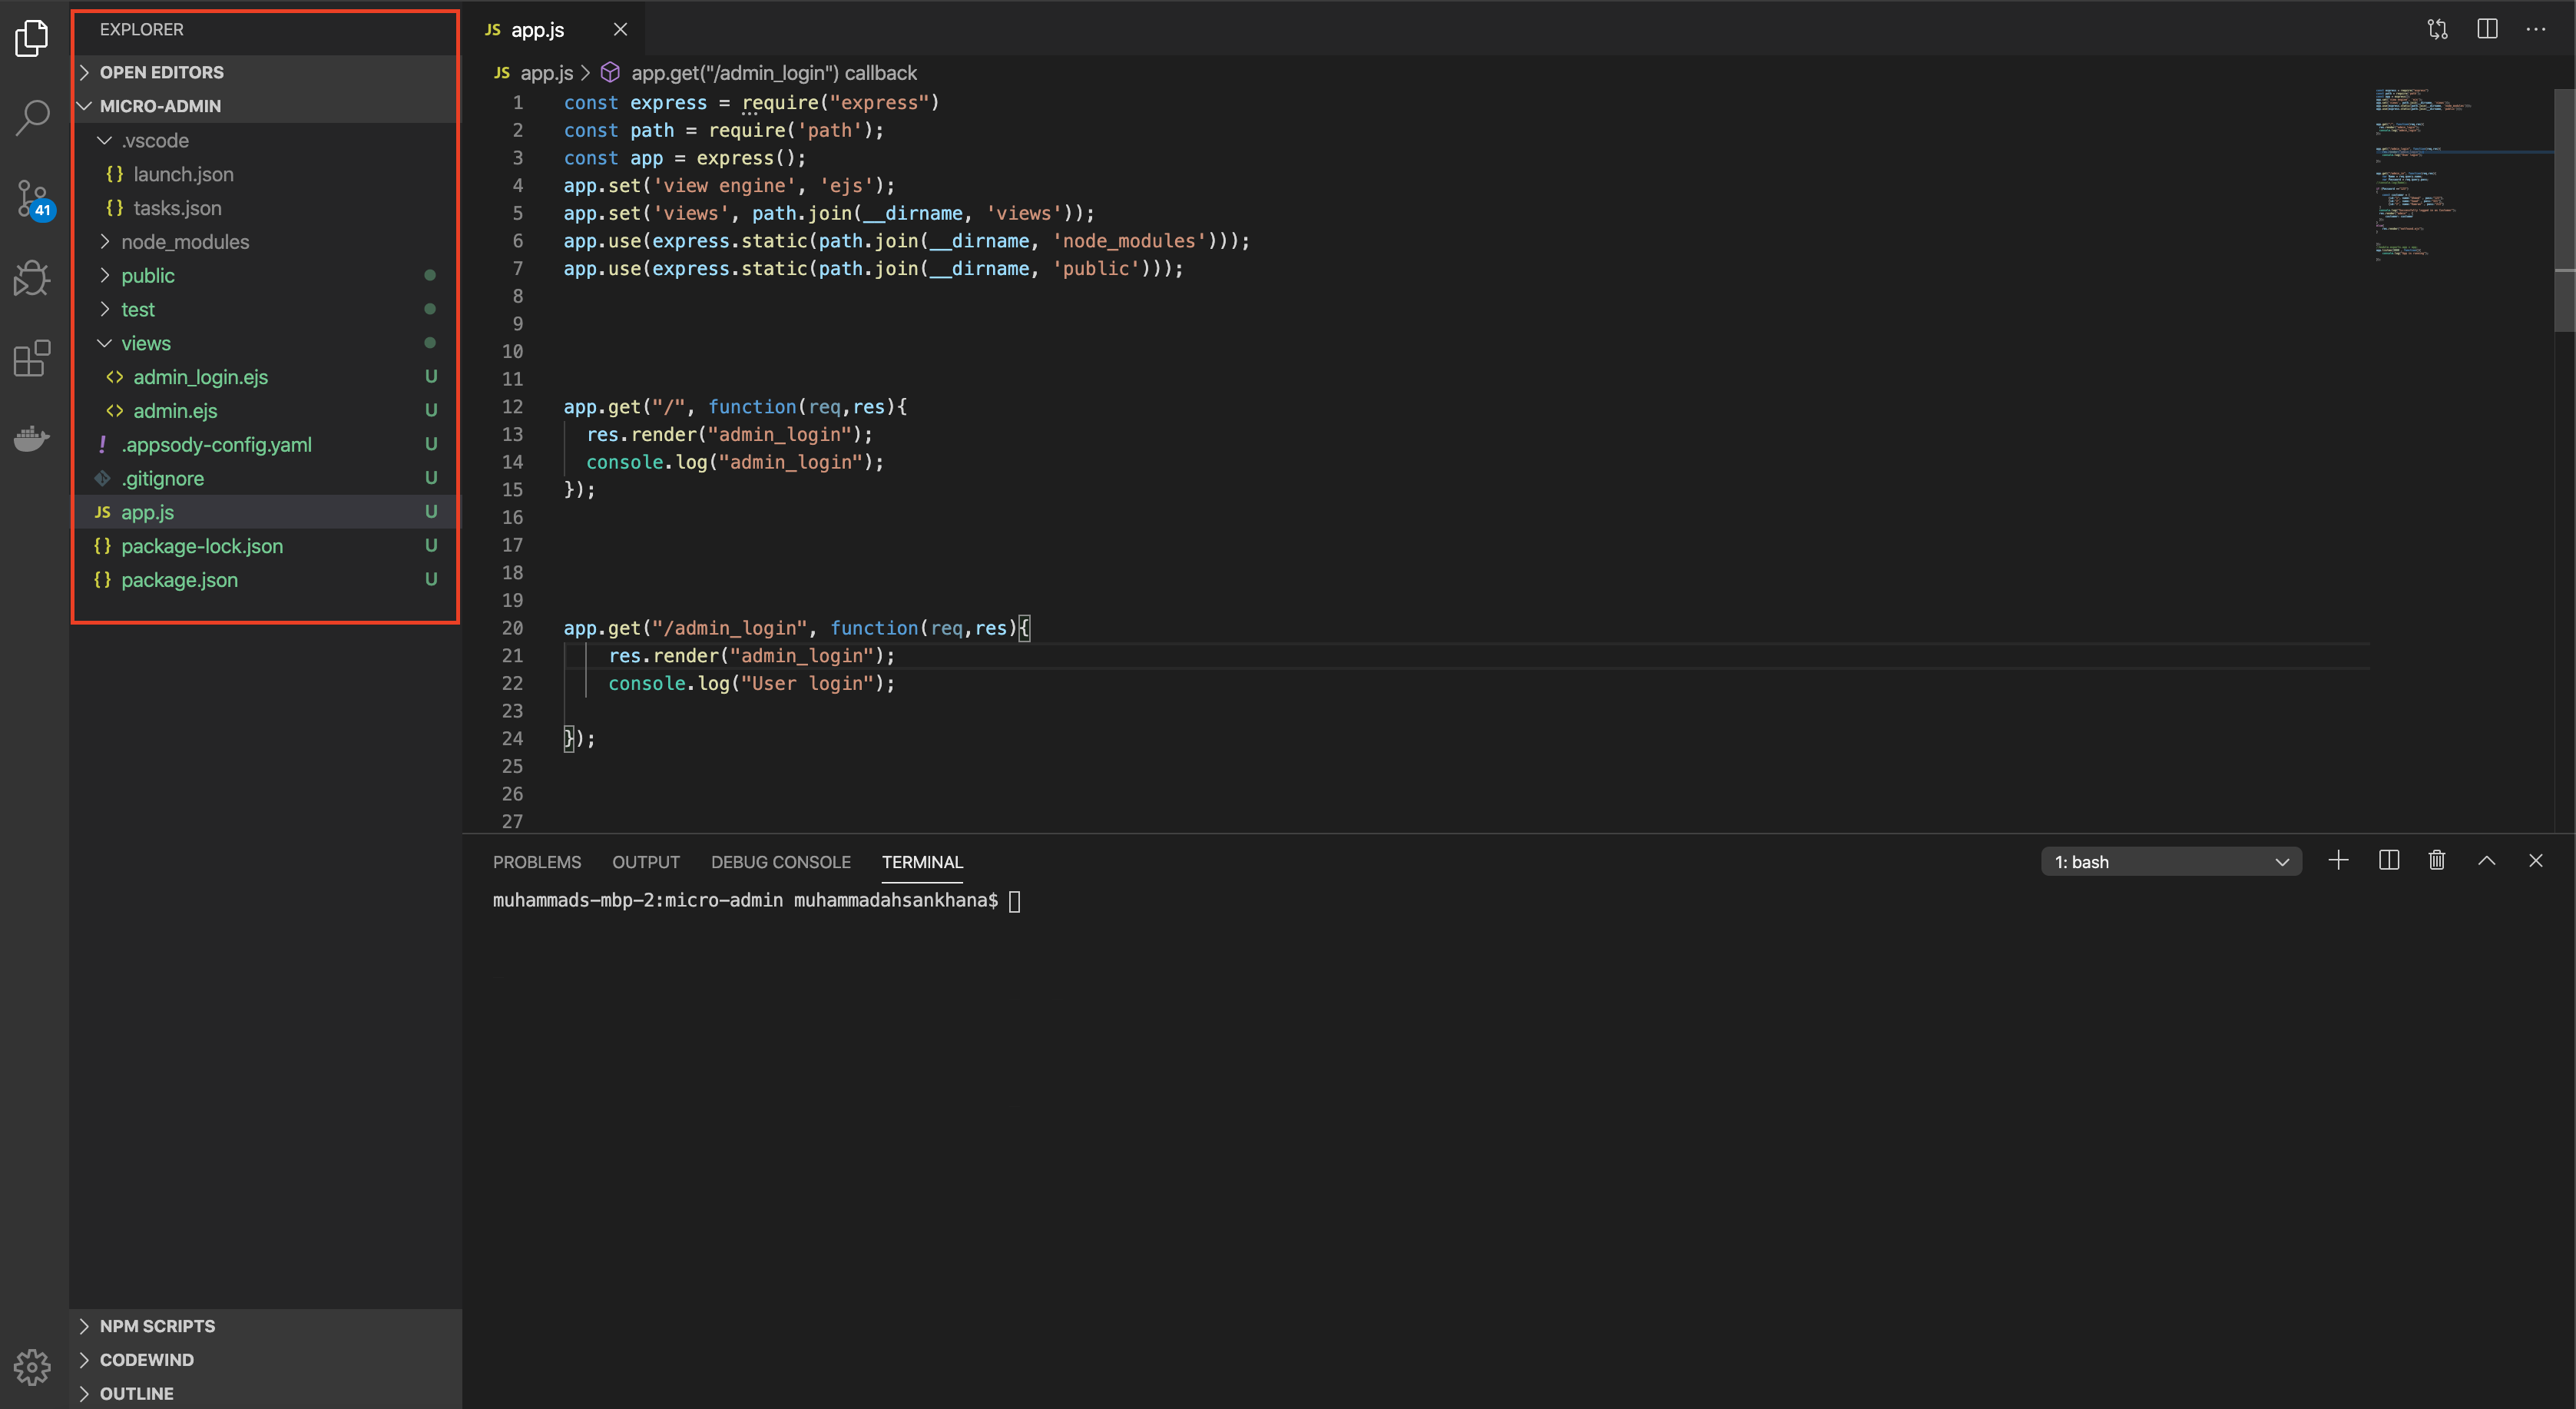 EXPLORER
OPEN EDITORS
MICRO-ADMIN
.vscode
{} launch.json
{} tasks.json
node_modules
public
test
views
<> admin_login.ejs U
<> admin.ejs U
! .appsody-config.yaml U
.gitignore U
JS app.js U
{} package-lock.json U
{} package.json U
NPM SCRIPTS
CODEWIND
OUTLINE
41
JS app.js
JS app.js > app.get("/admin_login") callback
1 const express = require("express")
2 const path = require('path');
3 const app = express();
4 app.set('view engine', 'ejs');
5 app.set('views', path.join(__dirname, 'views'));
6 app.use(express.static(path.join(__dirname, 'node_modules')));
7 app.use(express.static(path.join(__dirname, 'public')));
8
9
10
11
12 app.get("/", function(req,res){
13 res.render("admin_login");
14 console.log("admin_login");
15 });
16
17
18
19
20 app.get("/admin_login", function(req,res){
21 res.render("admin_login");
22 console.log("User login");
23
24 });
25
26
27
PROBLEMS OUTPUT DEBUG CONSOLE TERMINAL
1: bash
muhammads-mbp-2:micro-admin muhammadahsankhana$